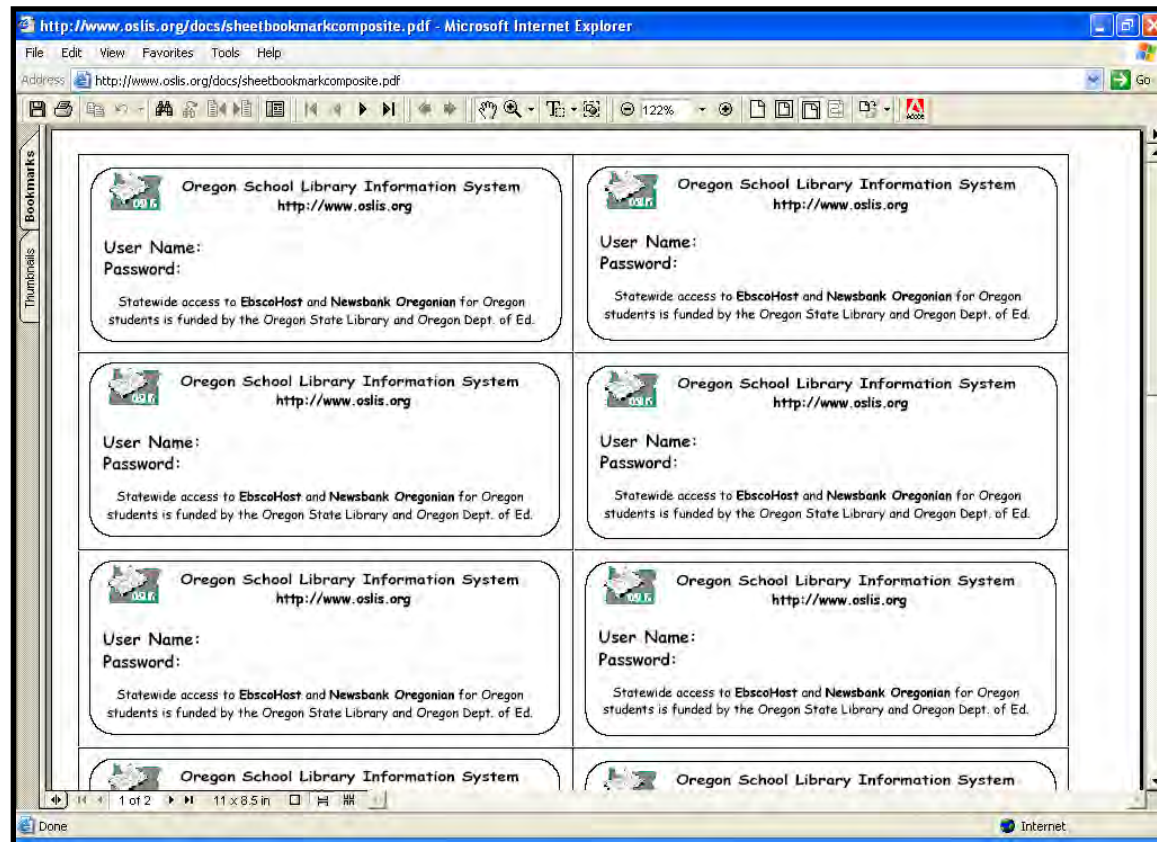 http://www.oslis.org/docs/sheetbookmarkcomposite.pdf - Microsoft Internet Explorer
File Edit View Favorites Tools Help
Address http://www.oslis.org/docs/sheetbookmarkcomposite.pdf Go
122%
Adobe
Bookmarks
Thumbnails
Oregon School Library Information System
http://www.oslis.org
User Name:
Password:
Statewide access to EbscoHost and Newsbank Oregonian for Oregon
students is funded by the Oregon State Library and Oregon Dept. of Ed.
Oregon School Library Information System
http://www.oslis.org
User Name:
Password:
Statewide access to EbscoHost and Newsbank Oregonian for Oregon
students is funded by the Oregon State Library and Oregon Dept. of Ed.
Oregon School Library Information System
http://www.oslis.org
User Name:
Password:
Statewide access to EbscoHost and Newsbank Oregonian for Oregon
students is funded by the Oregon State Library and Oregon Dept. of Ed.
Oregon School Library Information System
http://www.oslis.org
User Name:
Password:
Statewide access to EbscoHost and Newsbank Oregonian for Oregon
students is funded by the Oregon State Library and Oregon Dept. of Ed.
Oregon School Library Information System
http://www.oslis.org
User Name:
Password:
Statewide access to EbscoHost and Newsbank Oregonian for Oregon
students is funded by the Oregon State Library and Oregon Dept. of Ed.
Oregon School Library Information System
http://www.oslis.org
User Name:
Password:
Statewide access to EbscoHost and Newsbank Oregonian for Oregon
students is funded by the Oregon State Library and Oregon Dept. of Ed.
Oregon School Library Information System
Oregon School Library Information System
1 of 2 11 x 8.5 in
Done Internet